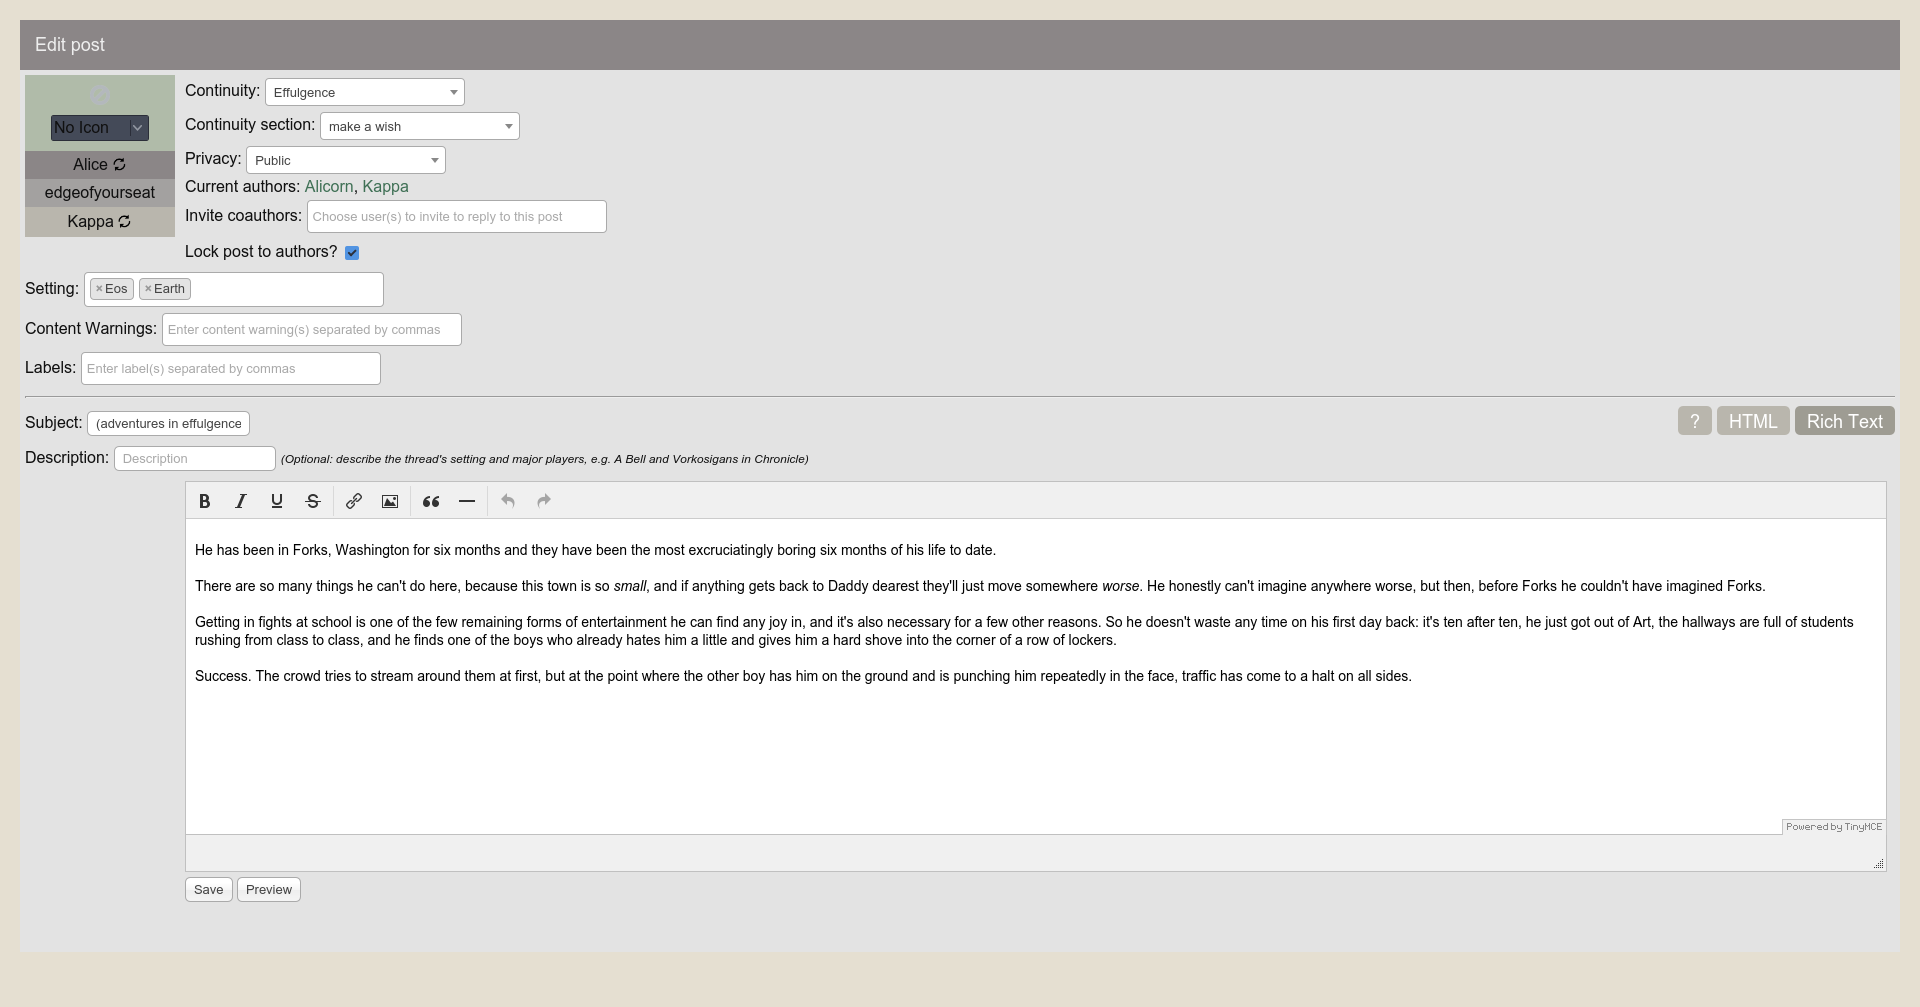 Edit post
No Icon
Alice
edgeofyourseat
Kappa
Continuity: Effulgence
Continuity section: make a wish
Privacy: Public
Current authors: Alicorn, Kappa
Invite coauthors: Choose user(s) to invite to reply to this post
Lock post to authors?
Setting: × Eos × Earth
Content Warnings: Enter content warning(s) separated by commas
Labels: Enter label(s) separated by commas
Subject: (adventures in effulgence
? HTML Rich Text
Description: Description (Optional: describe the thread's setting and major players, e.g. A Bell and Vorkosigans in Chronicle)
B I U S
He has been in Forks, Washington for six months and they have been the most excruciatingly boring six months of his life to date.
There are so many things he can't do here, because this town is so small, and if anything gets back to Daddy dearest they'll just move somewhere worse. He honestly can't imagine anywhere worse, but then, before Forks he couldn't have imagined Forks.
Getting in fights at school is one of the few remaining forms of entertainment he can find any joy in, and it's also necessary for a few other reasons. So he doesn't waste any time on his first day back: it's ten after ten, he just got out of Art, the hallways are full of students
rushing from class to class, and he finds one of the boys who already hates him a little and gives him a hard shove into the corner of a row of lockers.
Success. The crowd tries to stream around them at first, but at the point where the other boy has him on the ground and is punching him repeatedly in the face, traffic has come to a halt on all sides.
Powered by TinyMCE
Save Preview